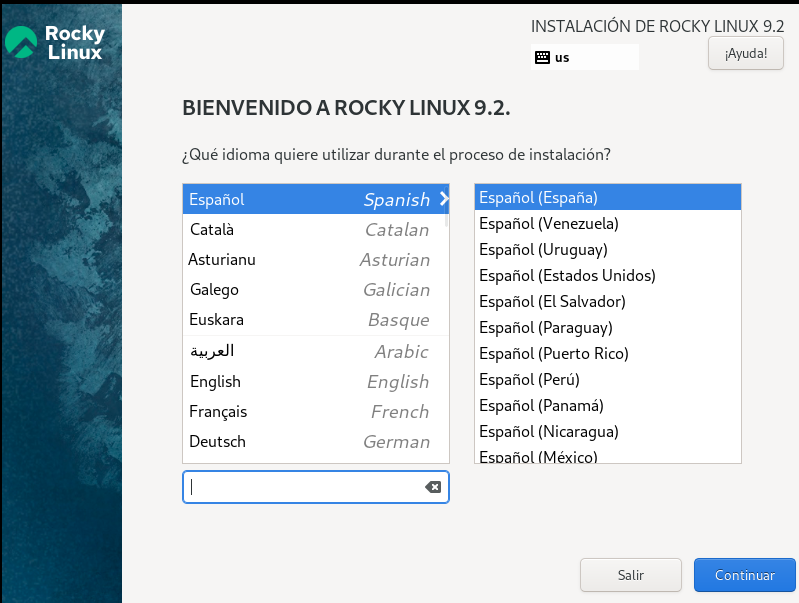 Rocky
Linux
INSTALACIÓN DE ROCKY LINUX 9.2
us
¡Ayuda!
BIENVENIDO A ROCKY LINUX 9.2.
¿Qué idioma quiere utilizar durante el proceso de instalación?
Español Spanish
Català Catalan
Asturianu Asturian
Galego Galician
Euskara Basque
العربية Arabic
English English
Français French
Deutsch German
Español (España)
Español (Venezuela)
Español (Uruguay)
Español (Estados Unidos)
Español (El Salvador)
Español (Paraguay)
Español (Puerto Rico)
Español (Perú)
Español (Panamá)
Español (Nicaragua)
Español (México)
Salir
Continuar